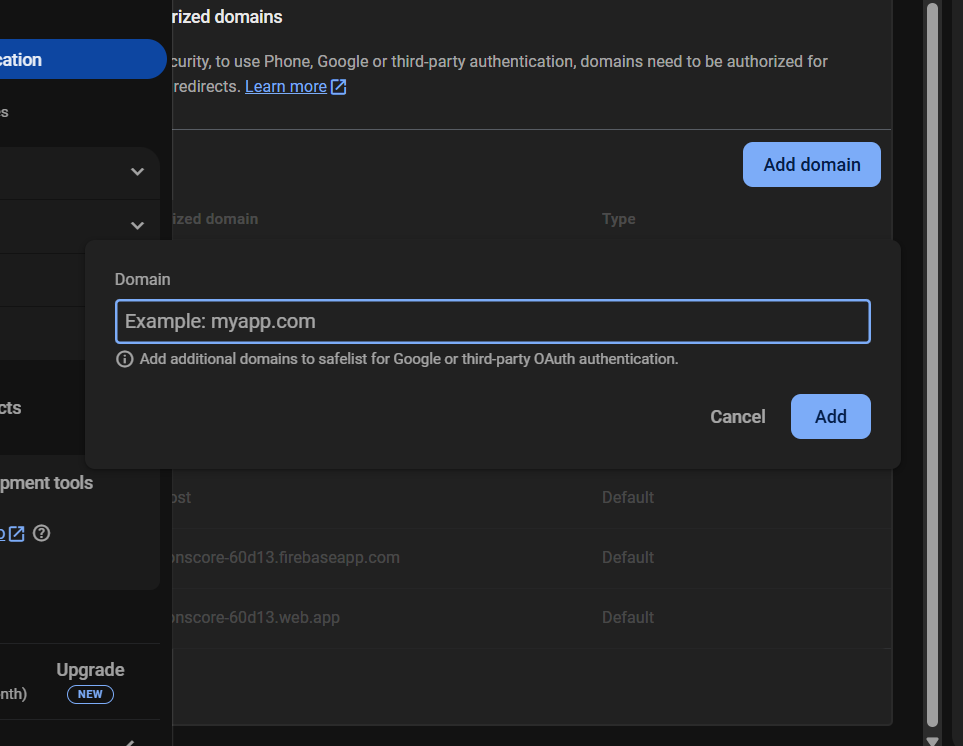 rized domains
curity, to use Phone, Google or third-party authentication, domains need to be authorized for
redirects. Learn more
Add domain
ized domain Type
Domain
Example: myapp.com
Add additional domains to safelist for Google or third-party OAuth authentication.
Cancel Add
ost Default
onscore-60d13.firebaseapp.com Default
onscore-60d13.web.app Default
cation
es
cts
pment tools
Upgrade
nth) NEW